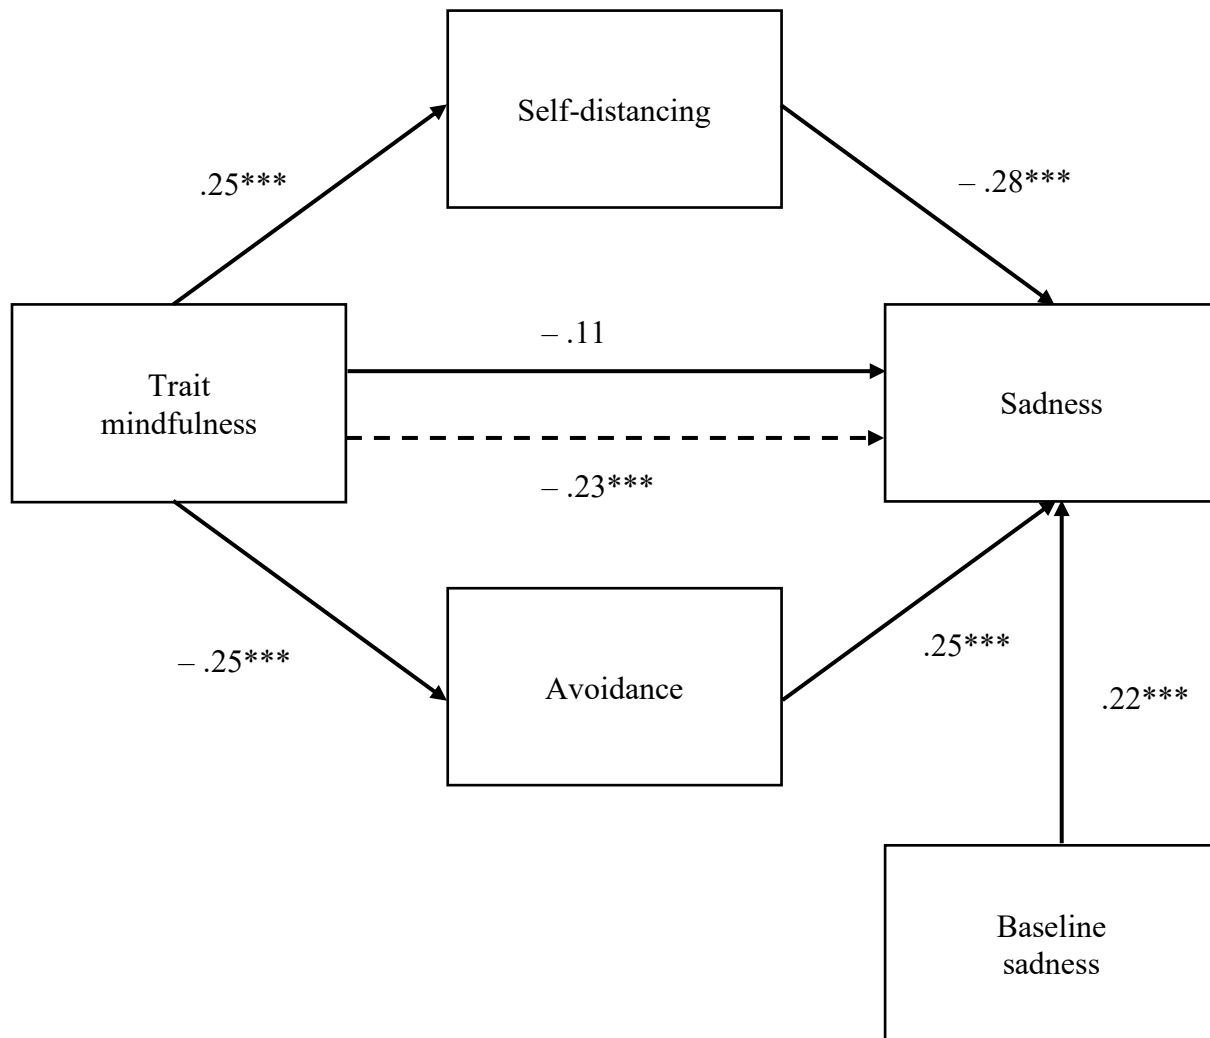 Self-distancing
.25***
– .28***
– .11
Trait
mindfulness
Sadness
– .23***
– .25***
Avoidance
.25***
.22***
Baseline
sadness